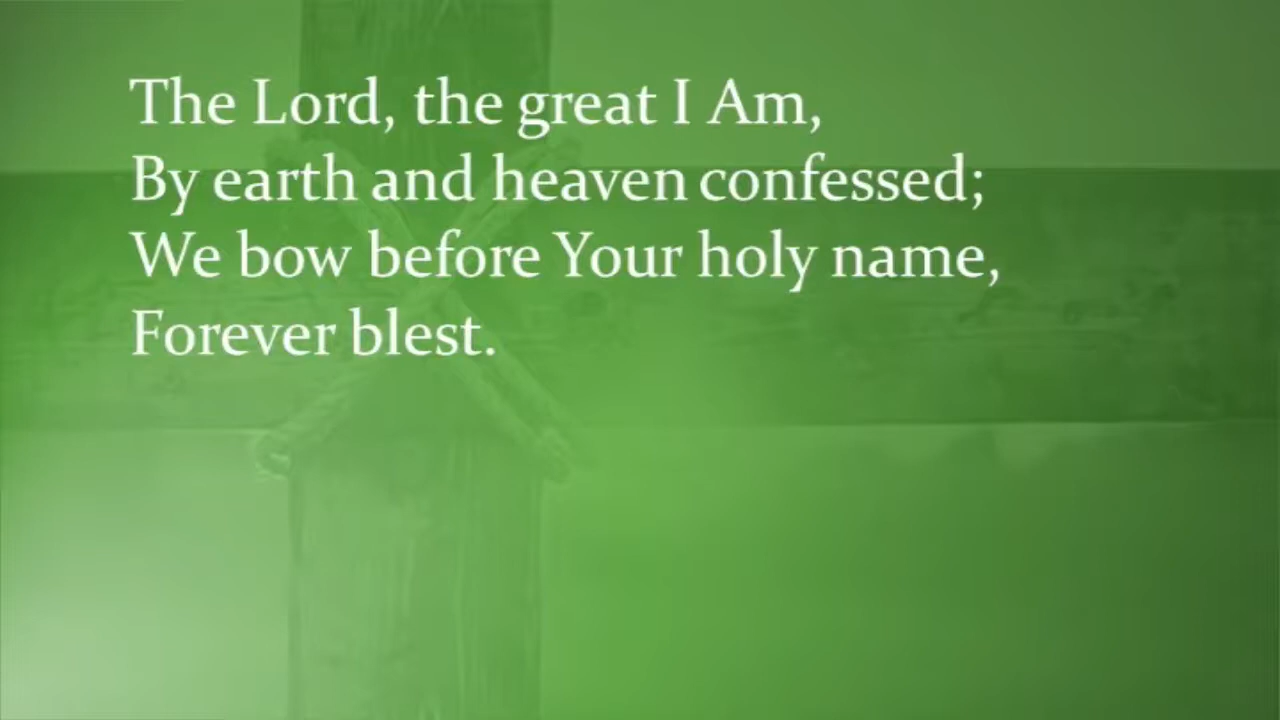 The Lord, the great I Am,
By earth and heaven confessed;
We bow before Your holy name,
Forever blest.